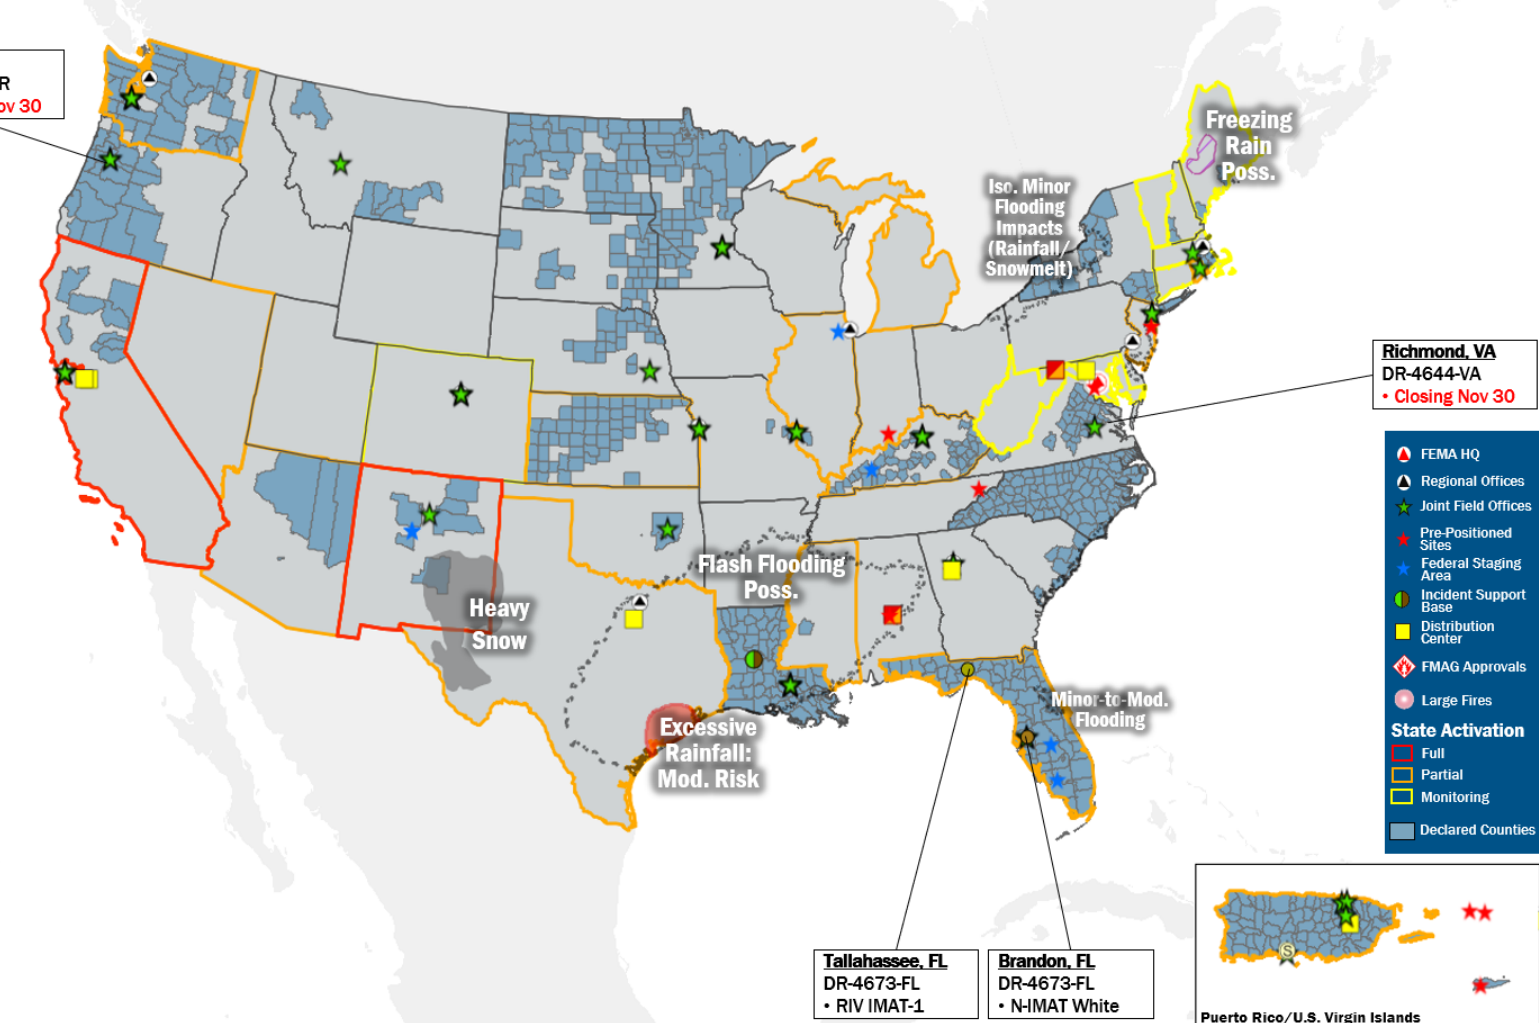 R
ov 30
Freezing
Rain
Poss.
Iso. Minor
Flooding
Impacts
(Rainfall/
Snowmelt)
Richmond, VA
DR-4644-VA
• Closing Nov 30
Flash Flooding
Poss.
Heavy
Snow
Excessive
Rainfall:
Mod. Risk
Minor-to-Mod.
Flooding
Tallahassee, FL
DR-4673-FL
• RIV IMAT-1
Brandon, FL
DR-4673-FL
• N-IMAT White
FEMA HQ
Regional Offices
Joint Field Offices
Pre-Positioned
Sites
Federal Staging
Area
Incident Support
Base
Distribution
Center
FMAG Approvals
Large Fires
State Activation
Full
Partial
Monitoring
Declared Counties
S
Puerto Rico/U.S. Virgin Islands